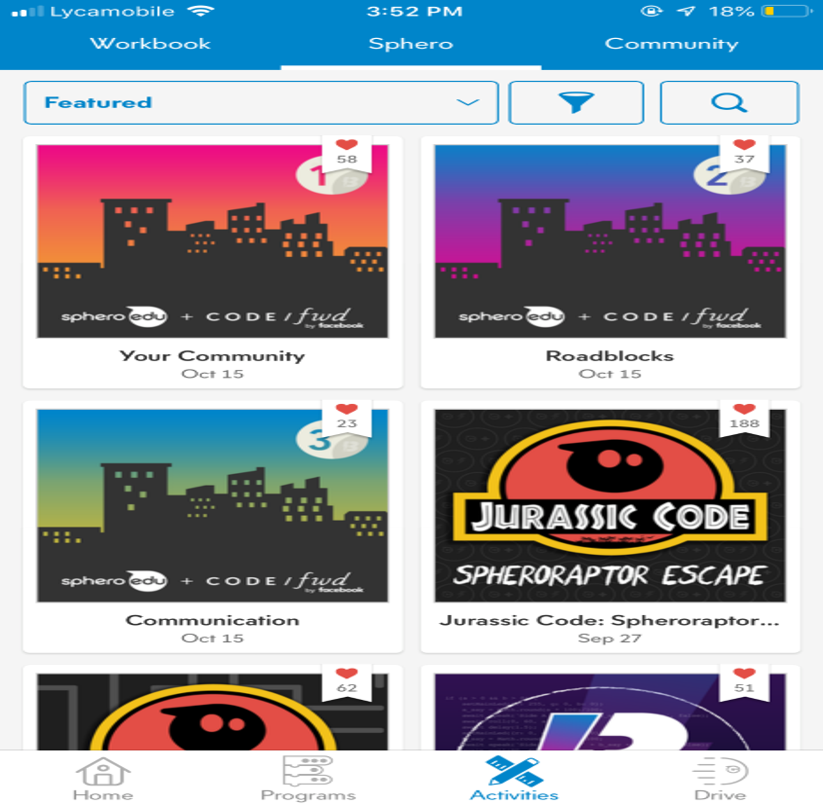 Lycamobile 3:52 PM 18%
Workbook Sphero Community
Featured
58
1
37
2
sphero edu + CODE / fwd
by facebook
sphero edu + CODE / fwd
by facebook
Your Community
Oct 15
Roadblocks
Oct 15
23
3
188
sphero edu + CODE / fwd
by facebook
JURASSIC CODE
SPHERORAPTOR ESCAPE
Communication
Oct 15
Jurassic Code: Spheroraptor...
Sep 27
62
51
Home Programs Activities Drive